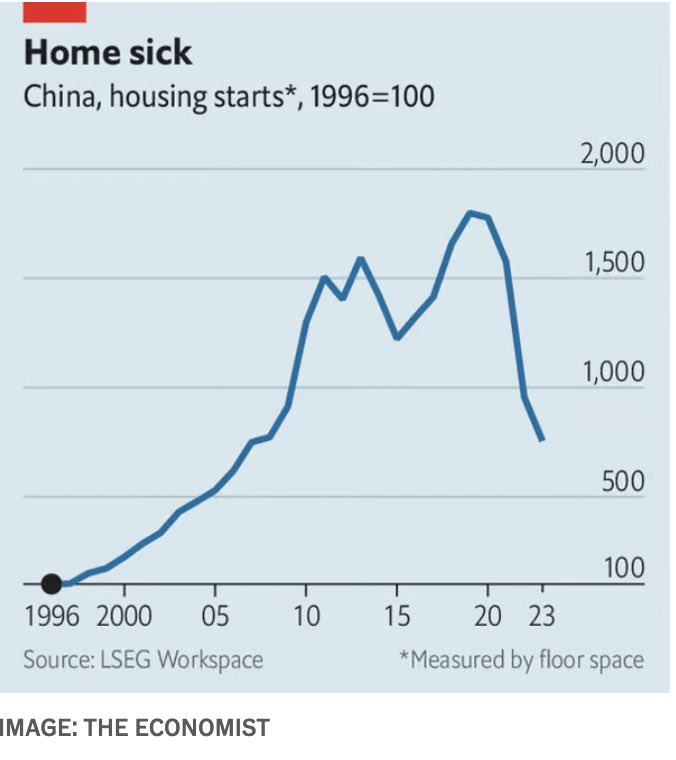 Home sick
China, housing starts*, 1996=100
2,000
1,500
1,000
500
100
1996 2000 05 10 15 20 23
Source: LSEG Workspace *Measured by floor space
IMAGE: THE ECONOMIST